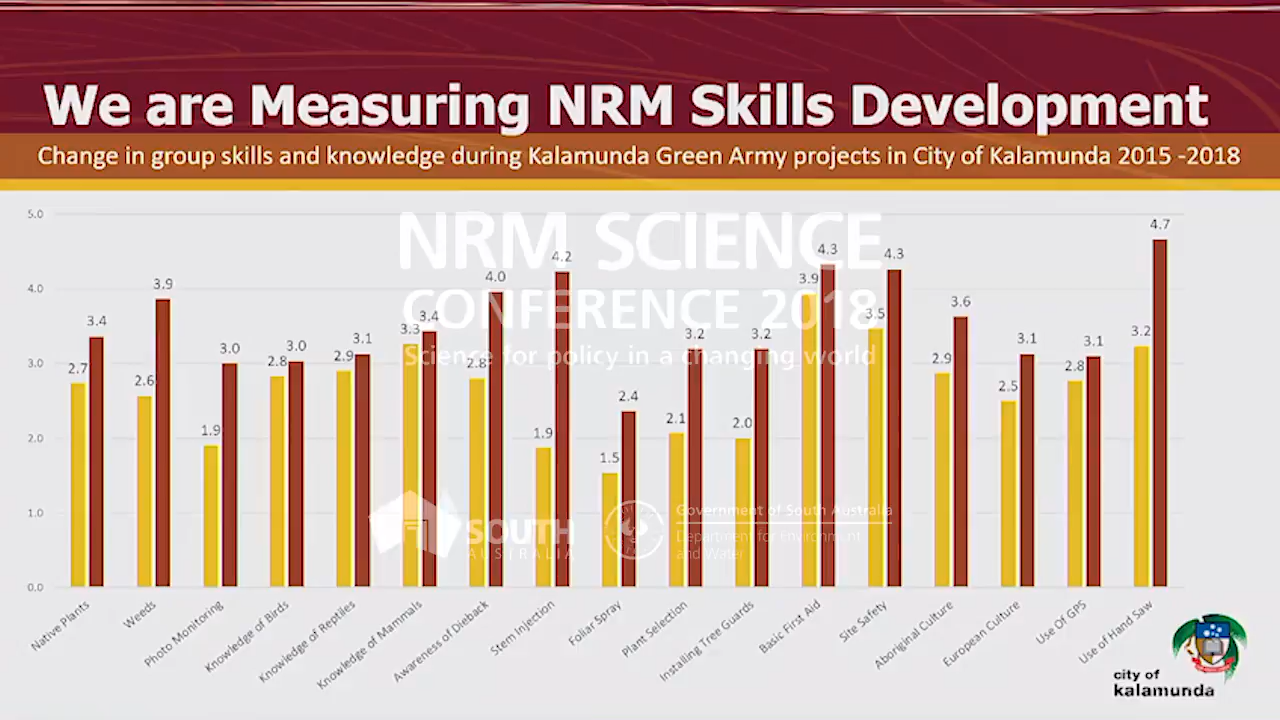 We are Measuring NRM Skills Development
Change in group skills and knowledge during Kalamunda Green Army projects in City of Kalamunda 2015 -2018
NRM SCIENCE
CONFERENCE 2018
Science for policy in a changing world
5.0
4.0
3.0
2.0
1.0
0.0
2.7 3.4
2.6 3.9
1.9 3.0
2.8 3.0
2.9 3.1
3.3 3.4
2.8 4.0
1.9 4.2
1.5 2.4
2.1 3.2
2.0 3.2
3.9 4.3
3.5 4.3
2.9 3.6
2.5 3.1
2.8 3.1
3.2 4.7
SOUTH
AUSTRALIA
Government of South Australia
Department for Environment
and Water
Native Plants
Weeds
Photo Monitoring
Knowledge of Birds
Knowledge of Reptiles
Knowledge of Mammals
Awareness of Dieback
Stem Injection
Foliar Spray
Plant Selection
Installing Tree Guards
Basic First Aid
Site Safety
Aboriginal Culture
European Culture
Use Of GPS
Use of Hand Saw
city of
kalamunda